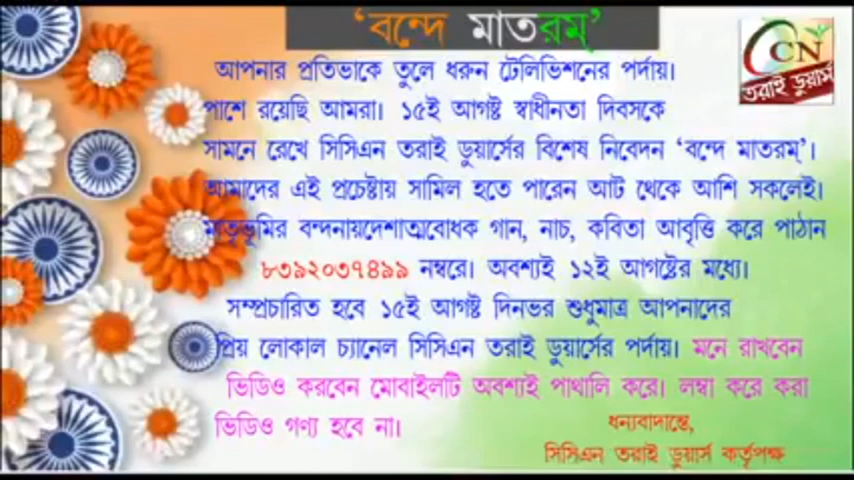 ‘বন্দে মাতরম্’
CCN
তরাই ডুয়ার্স
আপনার প্রতিভাকে তুলে ধরুন টেলিভিশনের পর্দায়।
পাশে রয়েছি আমরা। ১৫ই আগষ্ট স্বাধীনতা দিবসকে
সামনে রেখে সিসিএন তরাই ডুয়ার্সের বিশেষ নিবেদন ‘বন্দে মাতরম্’।
আমাদের এই প্রচেষ্টায় সামিল হতে পারেন আট থেকে আশি সকলেই।
মাতৃভূমির বন্দনায়দেশাত্মবোধক গান, নাচ, কবিতা আবৃত্তি করে পাঠান
৮৩৯২০৩৭৪৯৯ নম্বরে। অবশ্যই ১২ই আগষ্টের মধ্যে।
সম্প্রচারিত হবে ১৫ই আগষ্ট দিনভর শুধুমাত্র আপনাদের
প্রিয় লোকাল চ্যানেল সিসিএন তরাই ডুয়ার্সের পর্দায়। মনে রাখবেন
ভিডিও করবেন মোবাইলটি অবশ্যই পাথালি করে। লম্বা করে করা
ভিডিও গণ্য হবে না।
ধন্যবাদান্তে,
সিসিএন তরাই ডুয়ার্স কর্তৃপক্ষ